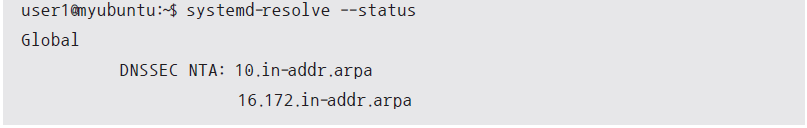 user1@myubuntu:~$ systemd-resolve --status
Global
DNSSEC NTA: 10.in-addr.arpa
16.172.in-addr.arpa